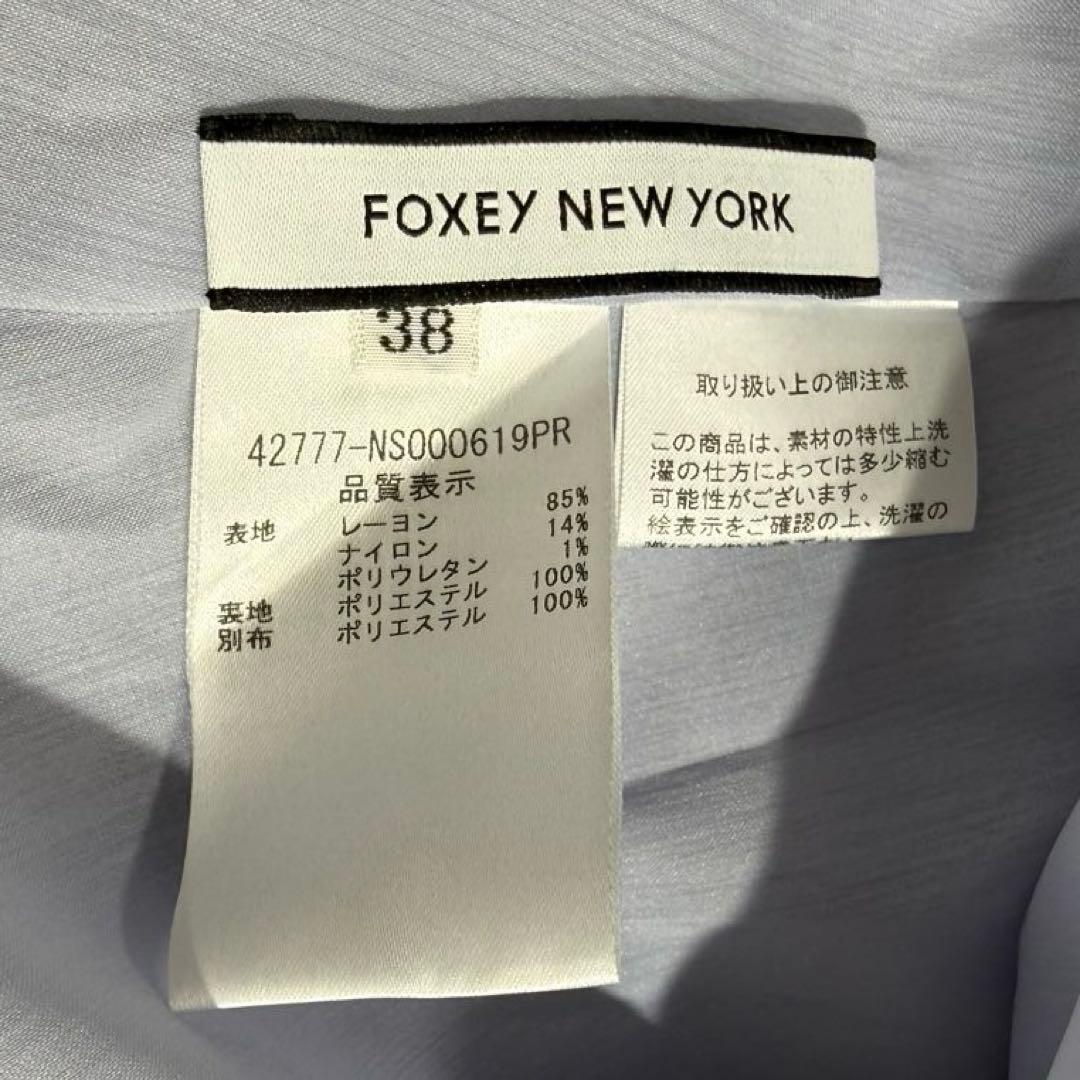 FOXEY NEW YORK
38
42777-NS000619PR
品質表示
表地 レーヨン 85%
ナイロン 14%
ポリウレタン 1%
裏地 ポリエステル 100%
別布 ポリエステル 100%
取り扱い上の御注意
この商品は、素材の特性上洗
濯の仕方によっては多少縮む
可能性がございます。
絵表示をご確認の上、洗濯の